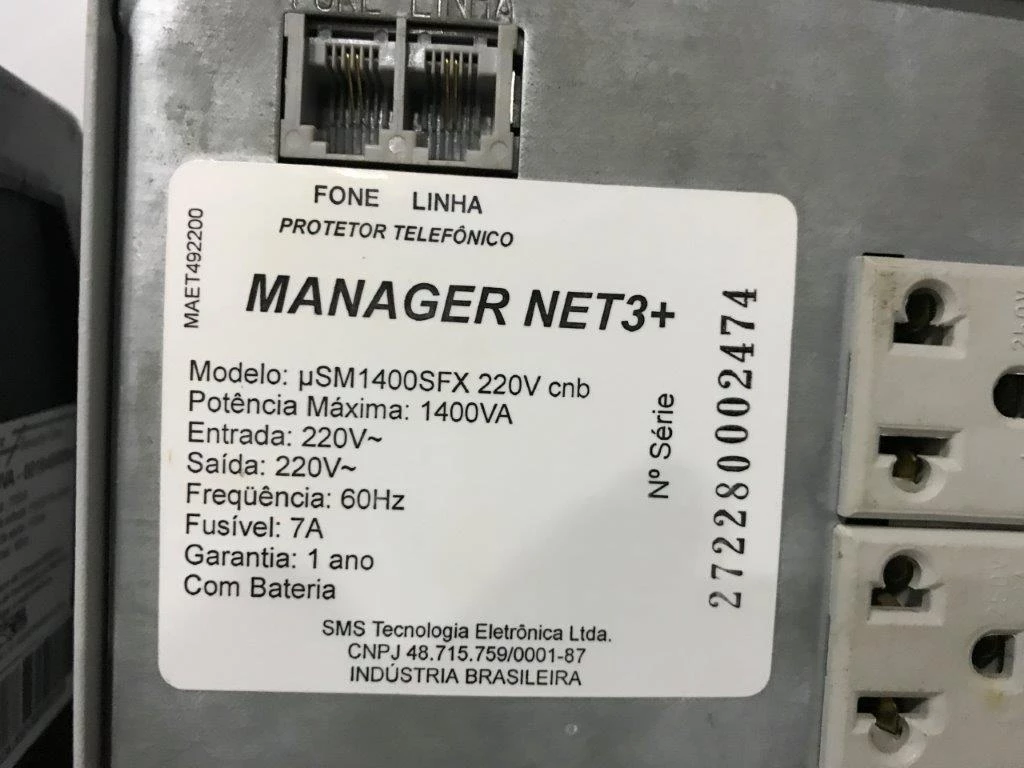 FONE LINHA
FONE LINHA
PROTETOR TELEFÔNICO
MAET492200
MANAGER NET3+
Modelo: µSM1400SFX 220V cnb
Potência Máxima: 1400VA
Entrada: 220V~
Saída: 220V~
Freqüência: 60Hz
Fusível: 7A
Garantia: 1 ano
Com Bateria
Nº Série
27228000 2474
SMS Tecnologia Eletrônica Ltda.
CNPJ 48.715.759/0001-87
INDÚSTRIA BRASILEIRA